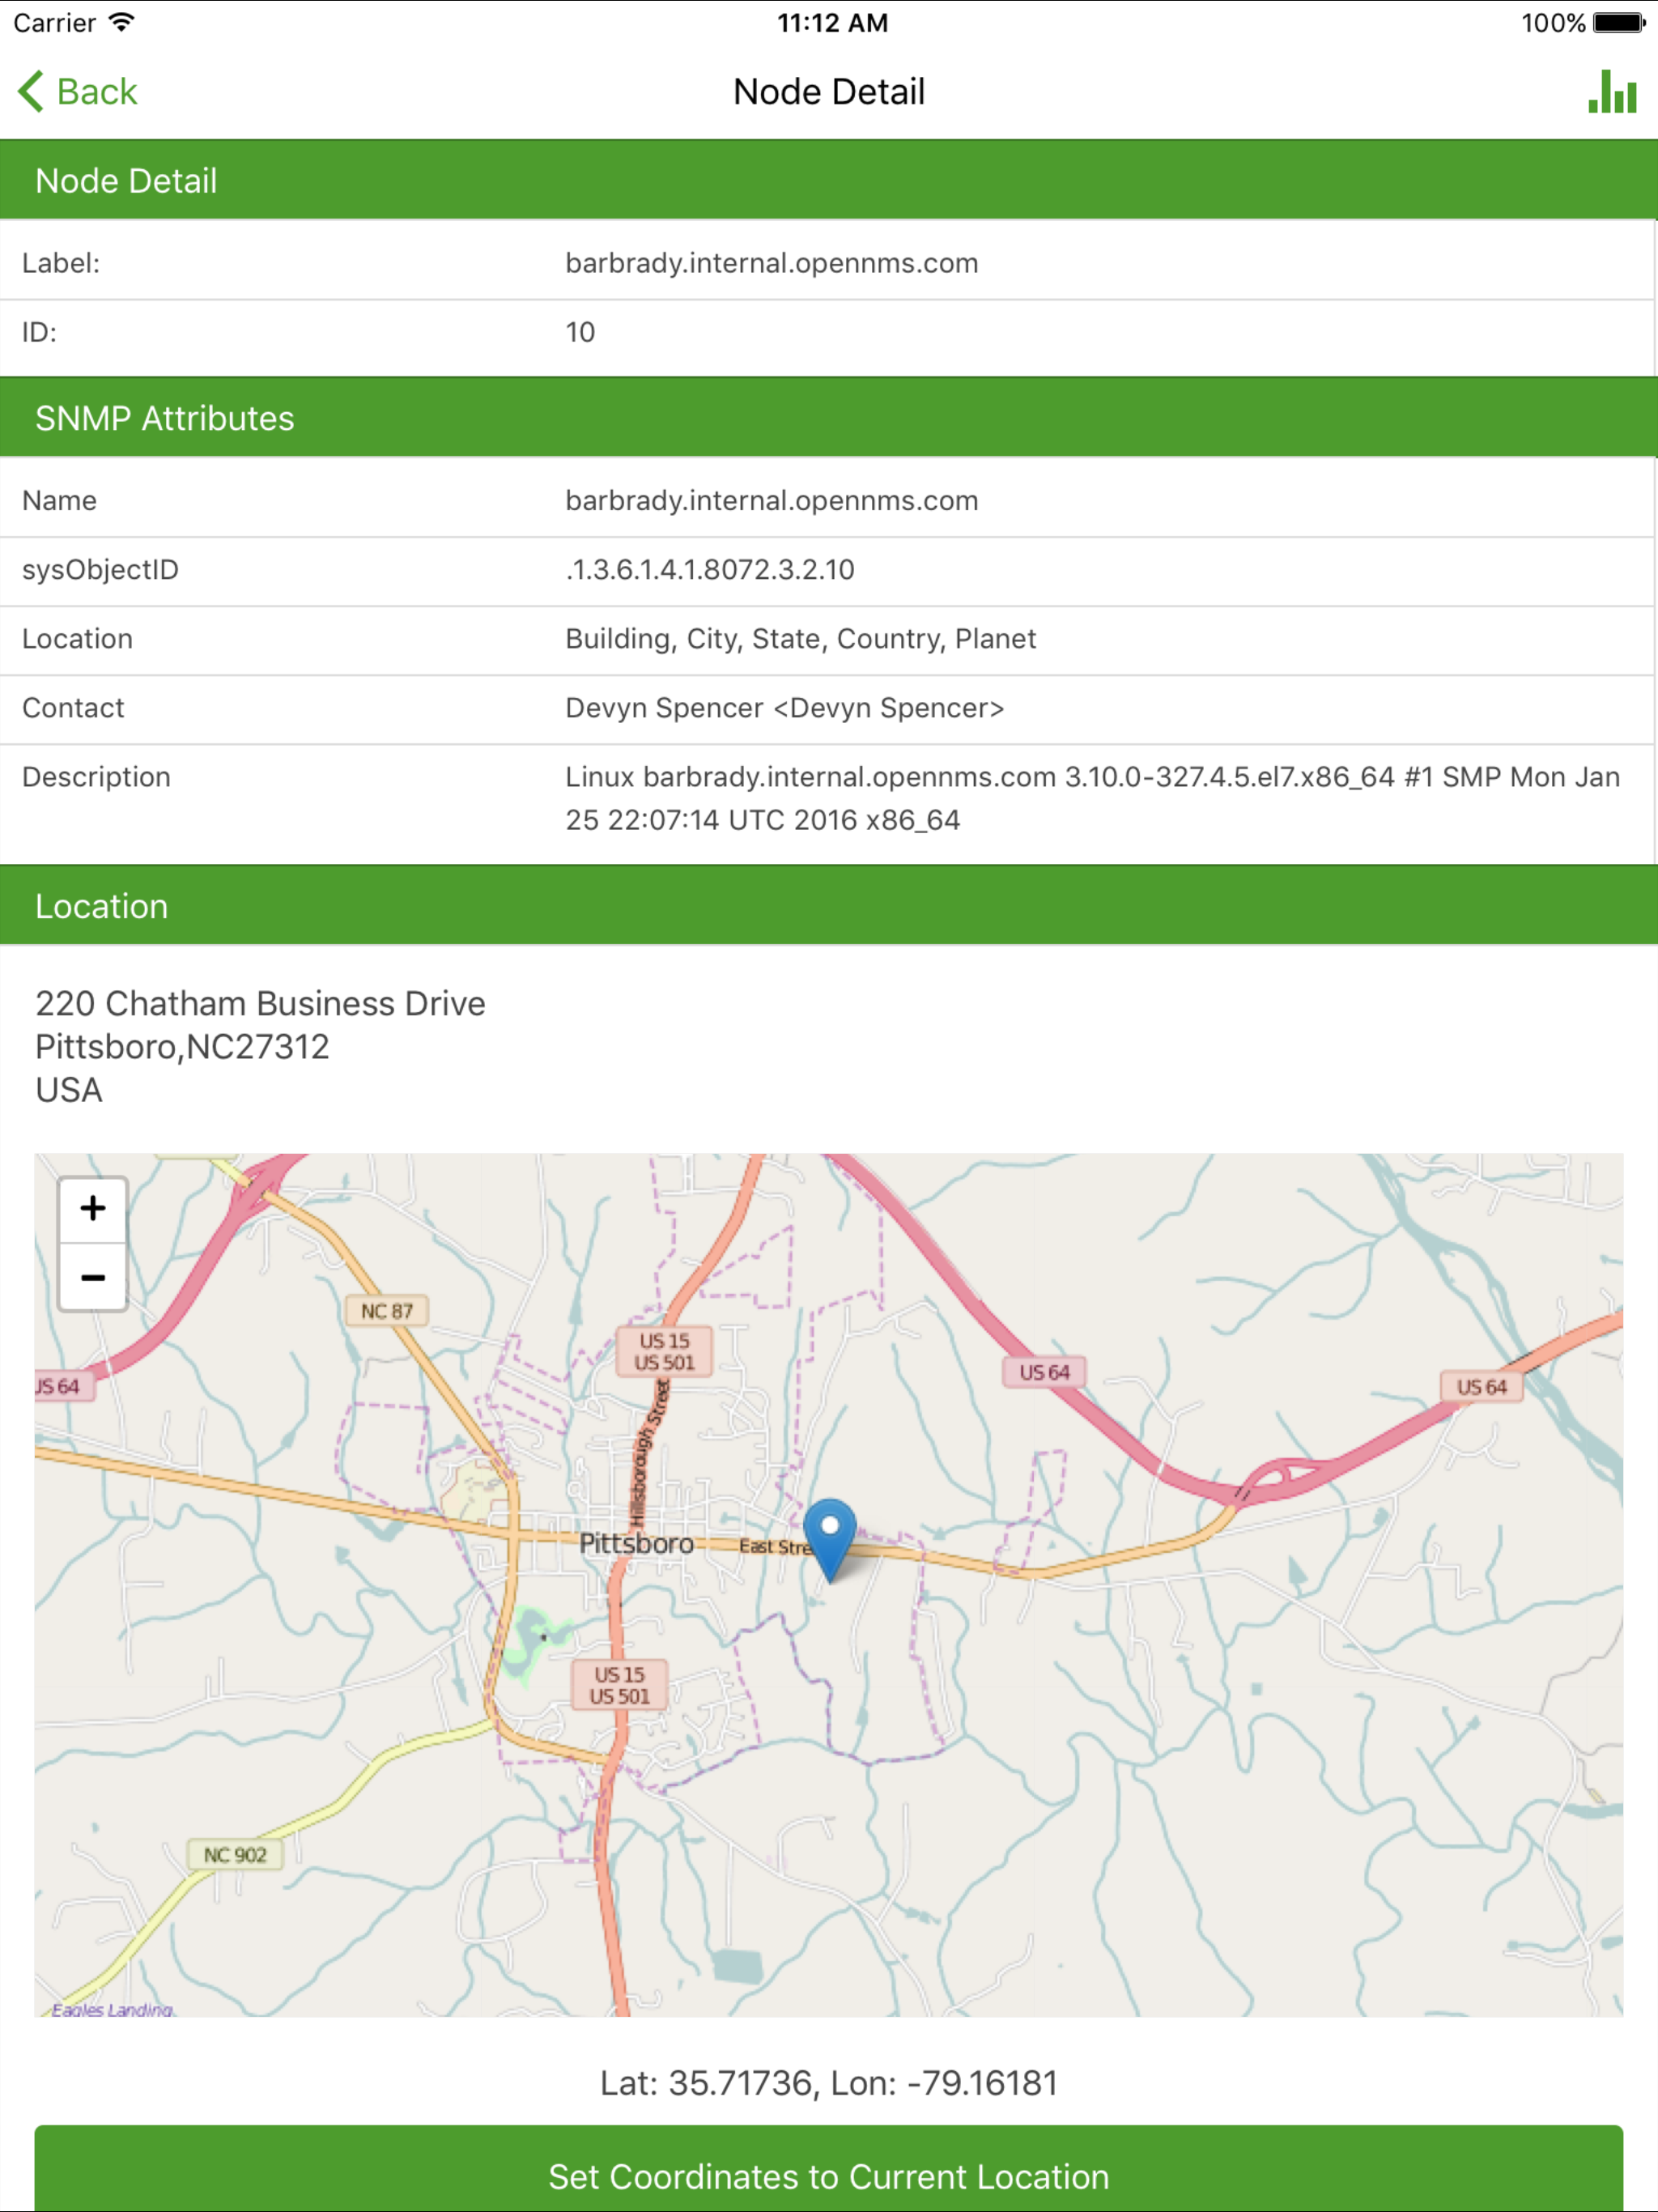 Carrier 11:12 AM 100%
Back Node Detail
Node Detail
Label: barbrady.internal.opennms.com
ID: 10
SNMP Attributes
Name barbrady.internal.opennms.com
sysObjectID .1.3.6.1.4.1.8072.3.2.10
Location Building, City, State, Country, Planet
Contact Devyn Spencer <Devyn Spencer>
Description Linux barbrady.internal.opennms.com 3.10.0-327.4.5.el7.x86_64 #1 SMP Mon Jan
25 22:07:14 UTC 2016 x86_64
Location
220 Chatham Business Drive
Pittsboro,NC27312
USA
+
−
NC 87
US 15
US 501
US 64
JS 64
US 64
Hillsborough Street
Pittsboro
East Stre
US 15
US 501
NC 902
Eagles Landing
Lat: 35.71736, Lon: -79.16181
Set Coordinates to Current Location